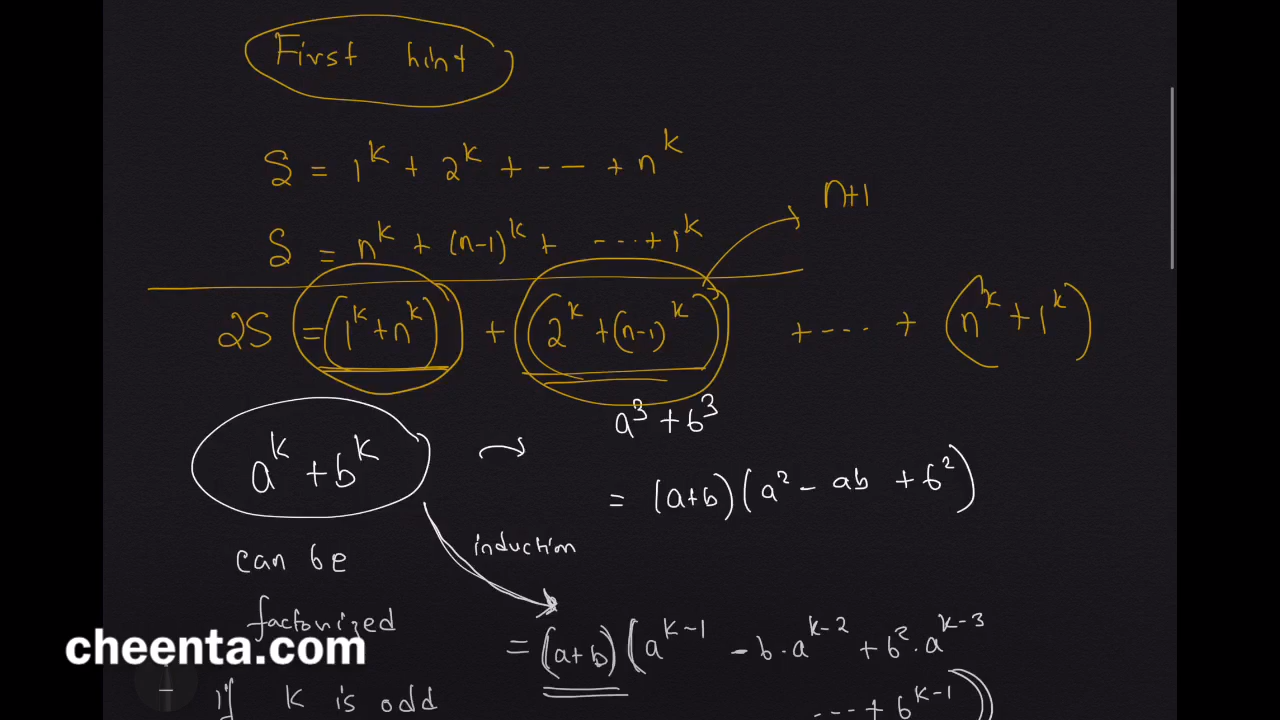 First hint
S = 1^k + 2^k + -- — + n^k
n+1
S = n^k + (n-1)^k + --··+ 1^k
2S = (1^k + n^k) + (2^k + (n-1)^k) + -··· + (n^k + 1^k)
a^3 + b^3
a^k + b^k
= (a+b)(a^2 - ab + b^2)
induction
can be
factorized
= (a+b)(a^{k-1} - b·a^{k-2} + b^2·a^{k-3}
cheenta.com
if k is odd
--·· + b^{k-1})